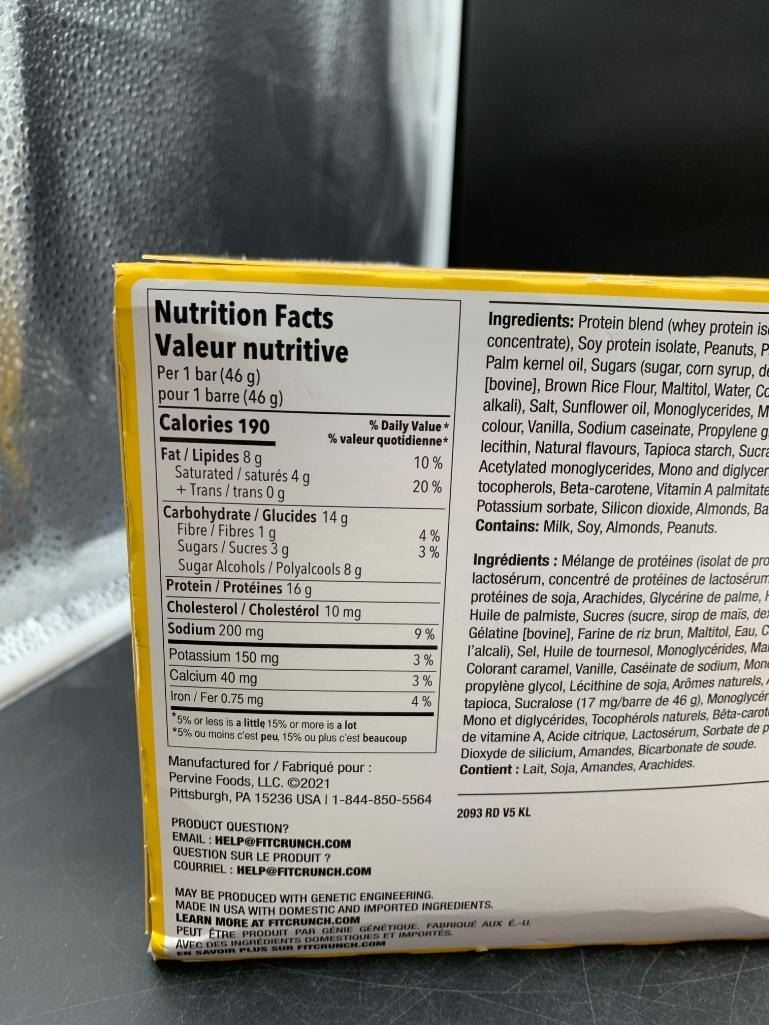 Nutrition Facts
Valeur nutritive
Per 1 bar (46 g)
pour 1 barre (46 g)
Calories 190
% Daily Value*
% valeur quotidienne*
Fat / Lipides 8 g 10 %
Saturated / saturés 4 g
+ Trans / trans 0 g 20 %
Carbohydrate / Glucides 14 g
Fibre / Fibres 1 g 4 %
Sugars / Sucres 3 g 3 %
Sugar Alcohols / Polyalcools 8 g
Protein / Protéines 16 g
Cholesterol / Cholestérol 10 mg
Sodium 200 mg 9 %
Potassium 150 mg 3 %
Calcium 40 mg 3 %
Iron / Fer 0.75 mg 4 %
*5% or less is a little 15% or more is a lot
*5% ou moins c'est peu, 15% ou plus c'est beaucoup
Manufactured for / Fabriqué pour :
Pervine Foods, LLC. ©2021
Pittsburgh, PA 15236 USA | 1-844-850-5564
PRODUCT QUESTION?
EMAIL : HELP@FITCRUNCH.COM
QUESTION SUR LE PRODUIT ?
COURRIEL : HELP@FITCRUNCH.COM
MAY BE PRODUCED WITH GENETIC ENGINEERING.
MADE IN USA WITH DOMESTIC AND IMPORTED INGREDIENTS.
LEARN MORE AT FITCRUNCH.COM
PEUT ÊTRE PRODUIT PAR GÉNIE GÉNÉTIQUE. FABRIQUÉ AUX É.-U.
AVEC DES INGRÉDIENTS DOMESTIQUES ET IMPORTÉS.
EN SAVOIR PLUS SUR FITCRUNCH.COM
Ingredients: Protein blend (whey protein
concentrate), Soy protein isolate, Peanuts,
Palm kernel oil, Sugars (sugar, corn syrup,
[bovine], Brown Rice Flour, Maltitol, Water,
alkali), Salt, Sunflower oil, Monoglycerides,
colour, Vanilla, Sodium caseinate, Propylene
lecithin, Natural flavours, Tapioca starch,
Acetylated monoglycerides, Mono and
tocopherols, Beta-carotene, Vitamin A palmitate
Potassium sorbate, Silicon dioxide, Almonds,
Contains: Milk, Soy, Almonds, Peanuts.
Ingrédients : Mélange de protéines (isolat de
lactosérum, concentré de protéines de lactosérum
protéines de soja, Arachides, Glycérine de palme,
Huile de palmiste, Sucres (sucre, sirop de maïs,
Gélatine [bovine], Farine de riz brun, Maltitol, Eau,
l'alcali), Sel, Huile de tournesol, Monoglycérides,
Colorant caramel, Vanille, Caséinate de sodium,
propylène glycol, Lécithine de soja, Arômes naturels,
tapioca, Sucralose (17 mg/barre de 46 g),
Mono et diglycérides, Tocophérols naturels,
de vitamine A, Acide citrique, Lactosérum, Sorbate de
Dioxyde de silicium, Amandes, Bicarbonate de soude.
Contient : Lait, Soja, Amandes, Arachides.
2093 RD V5 KL